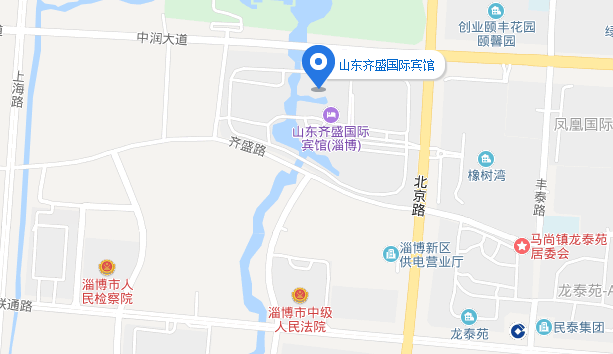 创业颐丰花园
颐馨园
中润大道
山东齐盛国际宾馆
上海路
山东齐盛国际
宾馆(淄博)
凤凰国际
齐盛路
橡树湾
北京路
丰泰路
马尚镇龙泰苑
居委会
淄博新区
供电营业厅
淄博市人
民检察院
龙泰苑-A
联通路
淄博市中级
人民法院
龙泰苑
民泰集团